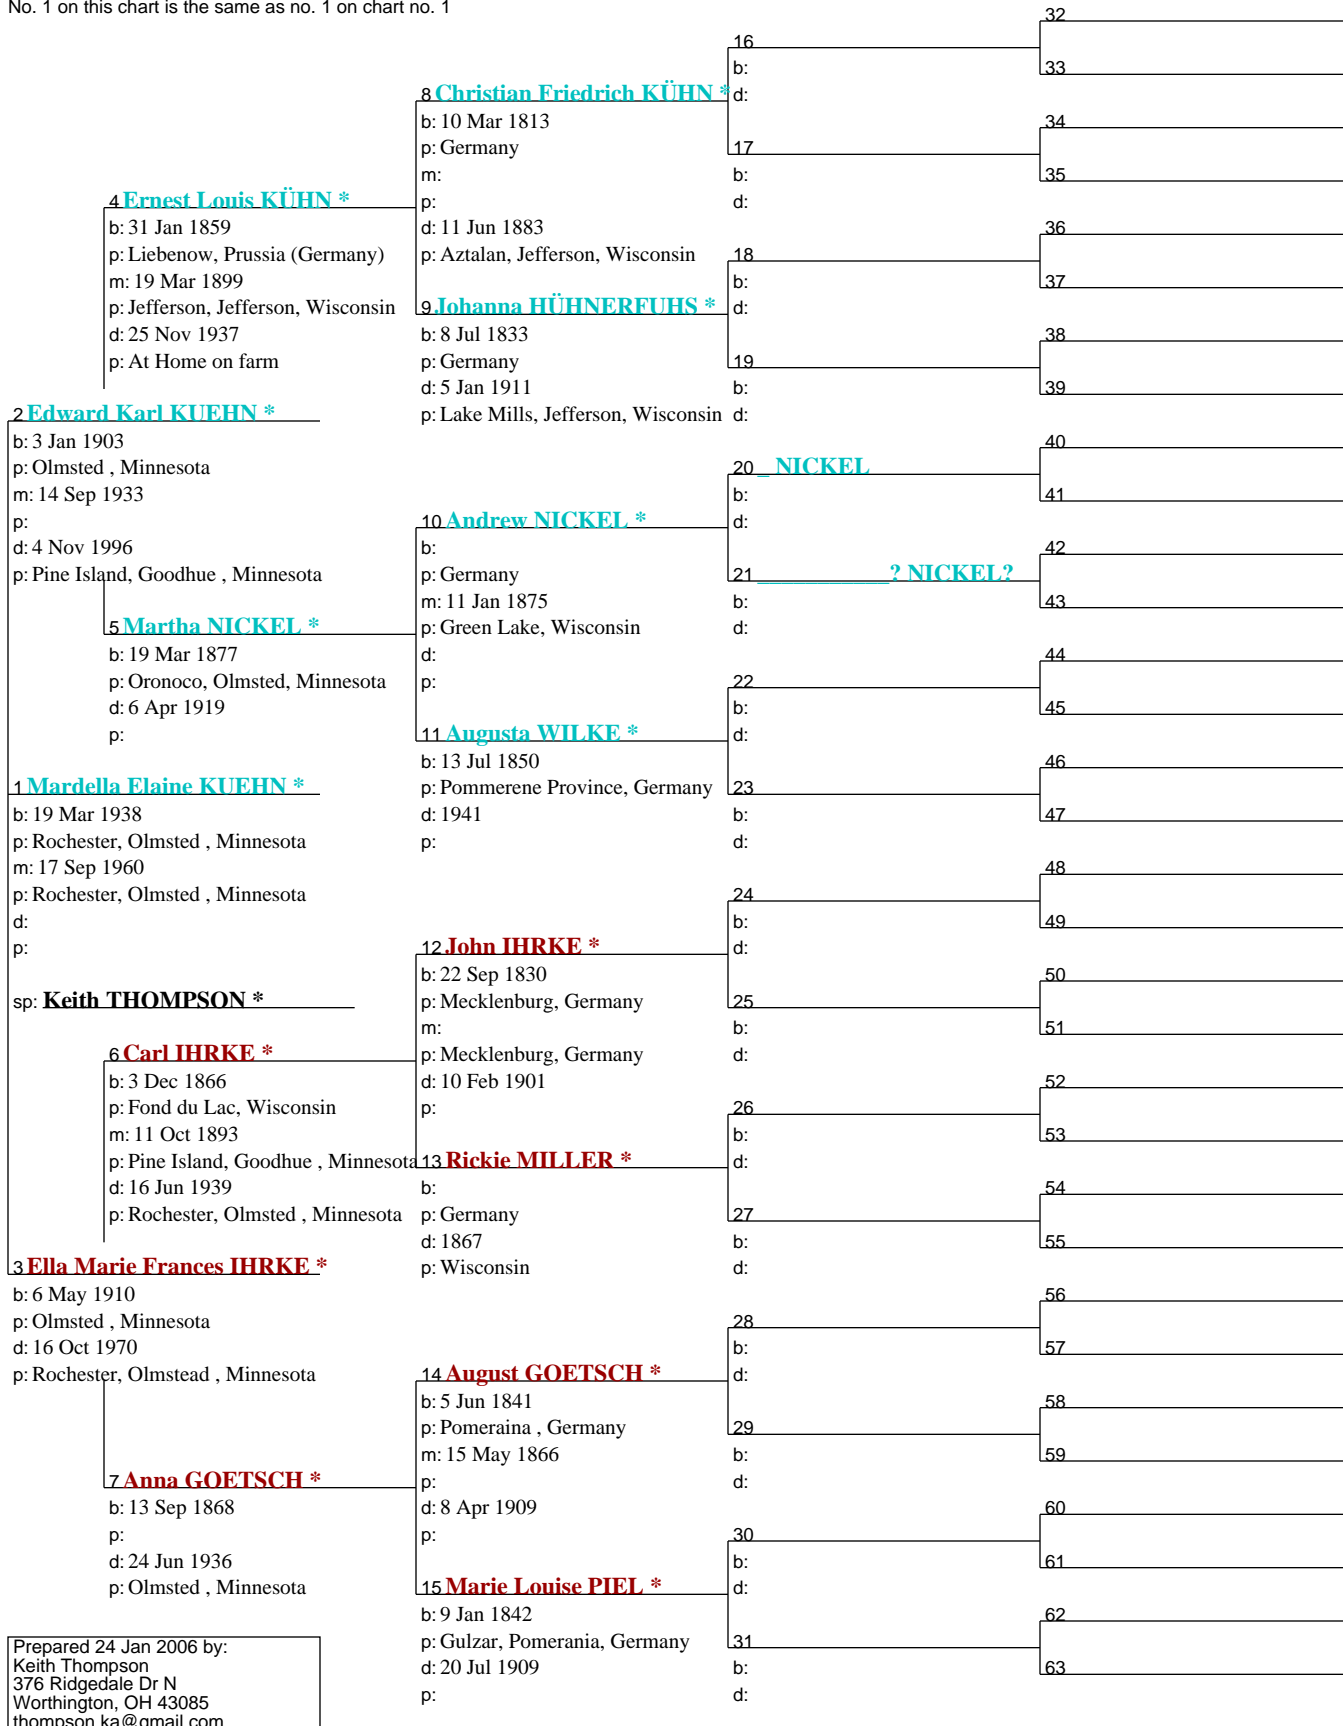 No. 1 on this chart is the same as no. 1 on chart no. 1
2 Edward Karl KUEHN *
b: 3 Jan 1903
p: Olmsted , Minnesota
m: 14 Sep 1933
p:
d: 4 Nov 1996
p: Pine Island, Goodhue , Minnesota
1 Mardella Elaine KUEHN *
b: 19 Mar 1938
p: Rochester, Olmsted , Minnesota
m: 17 Sep 1960
p: Rochester, Olmsted , Minnesota
d:
p:
sp: Keith THOMPSON *
3 Ella Marie Frances IHRKE *
b: 6 May 1910
p: Olmsted , Minnesota
d: 16 Oct 1970
p: Rochester, Olmstead , Minnesota
4 Ernest Louis KÜHN *
b: 31 Jan 1859
p: Liebenow, Prussia (Germany)
m: 19 Mar 1899
p: Jefferson, Jefferson, Wisconsin
d: 25 Nov 1937
p: At Home on farm
5 Martha NICKEL *
b: 19 Mar 1877
p: Oronoco, Olmsted, Minnesota
d: 6 Apr 1919
p:
6 Carl IHRKE *
b: 3 Dec 1866
p: Fond du Lac, Wisconsin
m: 11 Oct 1893
p: Pine Island, Goodhue , Minnesota
d: 16 Jun 1939
p: Rochester, Olmsted , Minnesota
7 Anna GOETSCH *
b: 13 Sep 1868
p:
d: 24 Jun 1936
p: Olmsted , Minnesota
8 Christian Friedrich KÜHN *
b: 10 Mar 1813
p: Germany
m:
p:
d: 11 Jun 1883
p: Aztalan, Jefferson, Wisconsin
9 Johanna HÜHNERFUHS *
b: 8 Jul 1833
p: Germany
d: 5 Jan 1911
p: Lake Mills, Jefferson, Wisconsin
10 Andrew NICKEL *
b:
p: Germany
m: 11 Jan 1875
p: Green Lake, Wisconsin
d:
p:
11 Augusta WILKE *
b: 13 Jul 1850
p: Pommerene Province, Germany
d: 1941
p:
12 John IHRKE *
b: 22 Sep 1830
p: Mecklenburg, Germany
m:
p: Mecklenburg, Germany
d: 10 Feb 1901
p:
13 Rickie MILLER *
b:
p: Germany
d: 1867
p: Wisconsin
14 August GOETSCH *
b: 5 Jun 1841
p: Pomeraina , Germany
m: 15 May 1866
p:
d: 8 Apr 1909
p:
15 Marie Louise PIEL *
b: 9 Jan 1842
p: Gulzar, Pomerania, Germany
d: 20 Jul 1909
p:
16
b:
d:
17
b:
d:
18
b:
d:
19
b:
d:
20 _ NICKEL
b:
d:
21 ____________? NICKEL?
b:
d:
22
b:
d:
23
b:
d:
24
b:
d:
25
b:
d:
26
b:
d:
27
b:
d:
28
b:
d:
29
b:
d:
30
b:
d:
31
b:
d:
32
33
34
35
36
37
38
39
40
41
42
43
44
45
46
47
48
49
50
51
52
53
54
55
56
57
58
59
60
61
62
63
Prepared 24 Jan 2006 by:
Keith Thompson
376 Ridgedale Dr N
Worthington, OH 43085
thompson.ka@gmail.com